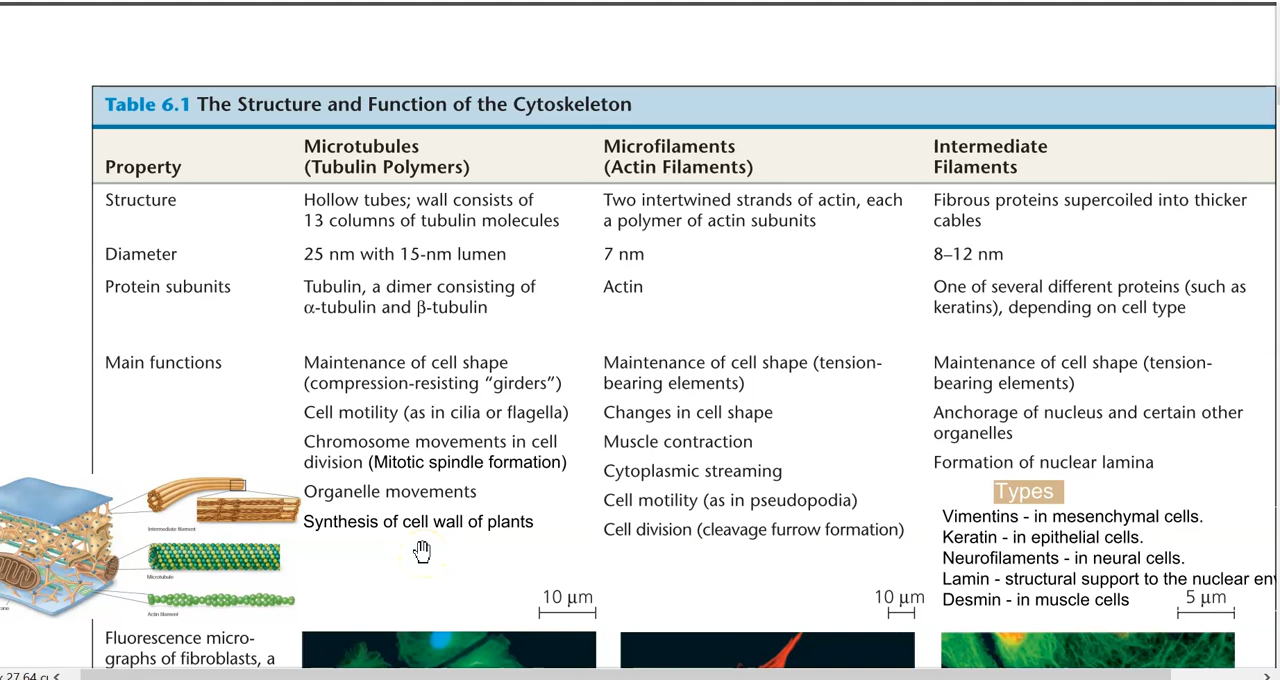 Table 6.1 The Structure and Function of the Cytoskeleton
Property
Microtubules
(Tubulin Polymers)
Microfilaments
(Actin Filaments)
Intermediate
Filaments
Structure
Hollow tubes; wall consists of
13 columns of tubulin molecules
Two intertwined strands of actin, each
a polymer of actin subunits
Fibrous proteins supercoiled into thicker
cables
Diameter
25 nm with 15-nm lumen
7 nm
8–12 nm
Protein subunits
Tubulin, a dimer consisting of
α-tubulin and β-tubulin
Actin
One of several different proteins (such as
keratins), depending on cell type
Main functions
Maintenance of cell shape
(compression-resisting “girders”)
Cell motility (as in cilia or flagella)
Chromosome movements in cell
division (Mitotic spindle formation)
Organelle movements
Synthesis of cell wall of plants
Maintenance of cell shape (tension-
bearing elements)
Changes in cell shape
Muscle contraction
Cytoplasmic streaming
Cell motility (as in pseudopodia)
Cell division (cleavage furrow formation)
Maintenance of cell shape (tension-
bearing elements)
Anchorage of nucleus and certain other
organelles
Formation of nuclear lamina
Types
Vimentins - in mesenchymal cells.
Keratin - in epithelial cells.
Neurofilaments - in neural cells.
Lamin - structural support to the nuclear env
Desmin - in muscle cells
Intermediate filament
Microtubule
Actin filament
10 μm
10 μm
5 μm
Fluorescence micro-
graphs of fibroblasts, a